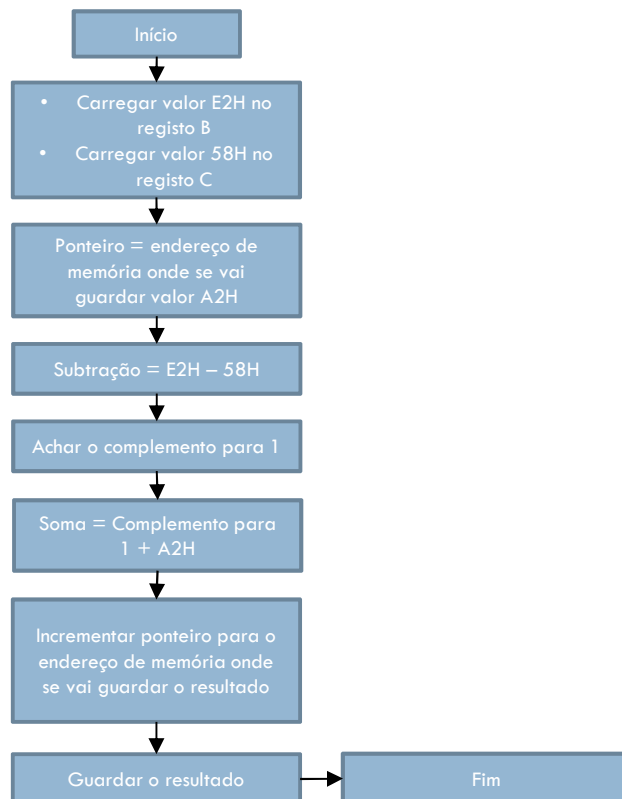 Início
• Carregar valor E2H no
registo B
• Carregar valor 58H no
registo C
Ponteiro = endereço de
memória onde se vai
guardar valor A2H
Subtração = E2H – 58H
Achar o complemento para 1
Soma = Complemento para
1 + A2H
Incrementar ponteiro para o
endereço de memória onde
se vai guardar o resultado
Guardar o resultado
Fim